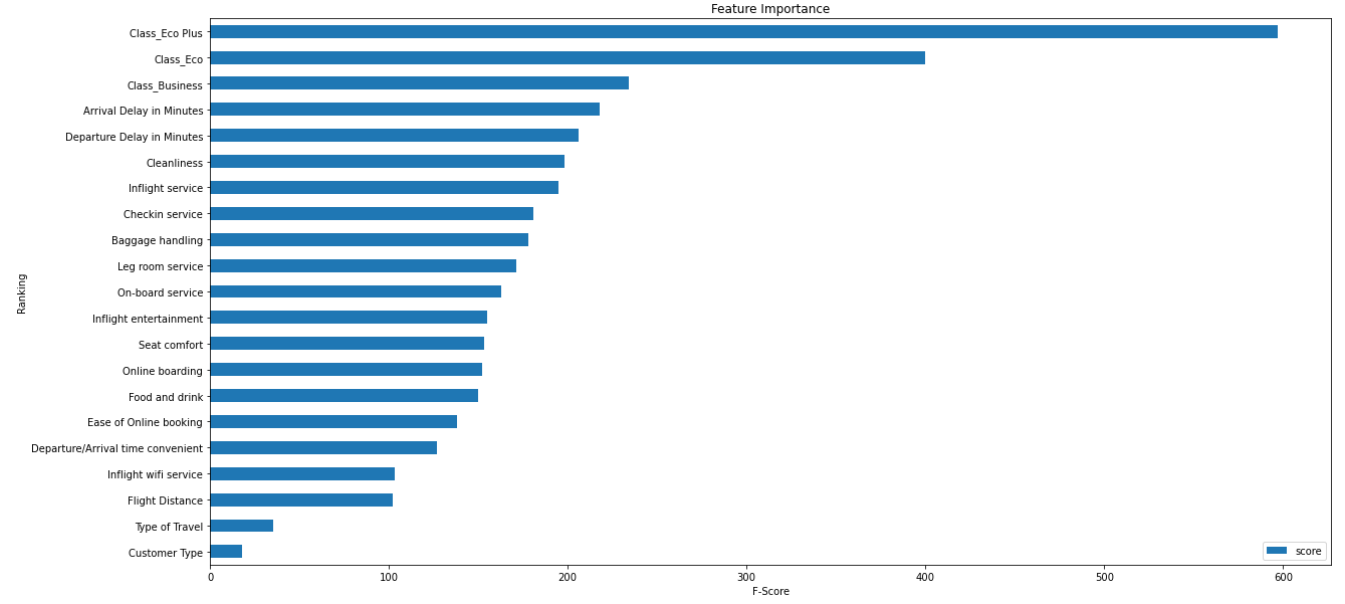 Feature Importance
Class_Eco Plus
Class_Eco
Class_Business
Arrival Delay in Minutes
Departure Delay in Minutes
Cleanliness
Inflight service
Checkin service
Baggage handling
Leg room service
On-board service
Inflight entertainment
Seat comfort
Online boarding
Food and drink
Ease of Online booking
Departure/Arrival time convenient
Inflight wifi service
Flight Distance
Type of Travel
Customer Type
Ranking
score
0 100 200 300 400 500 600
F-Score